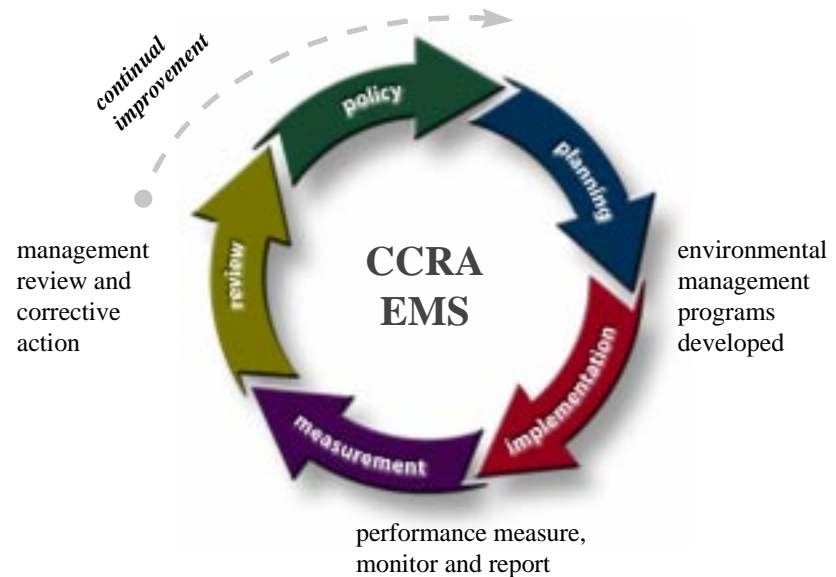 continual
improvement
policy
planning
CCRA
EMS
environmental
management
programs
developed
implementation
performance measure,
monitor and report
measurement
management
review and
corrective
action
review